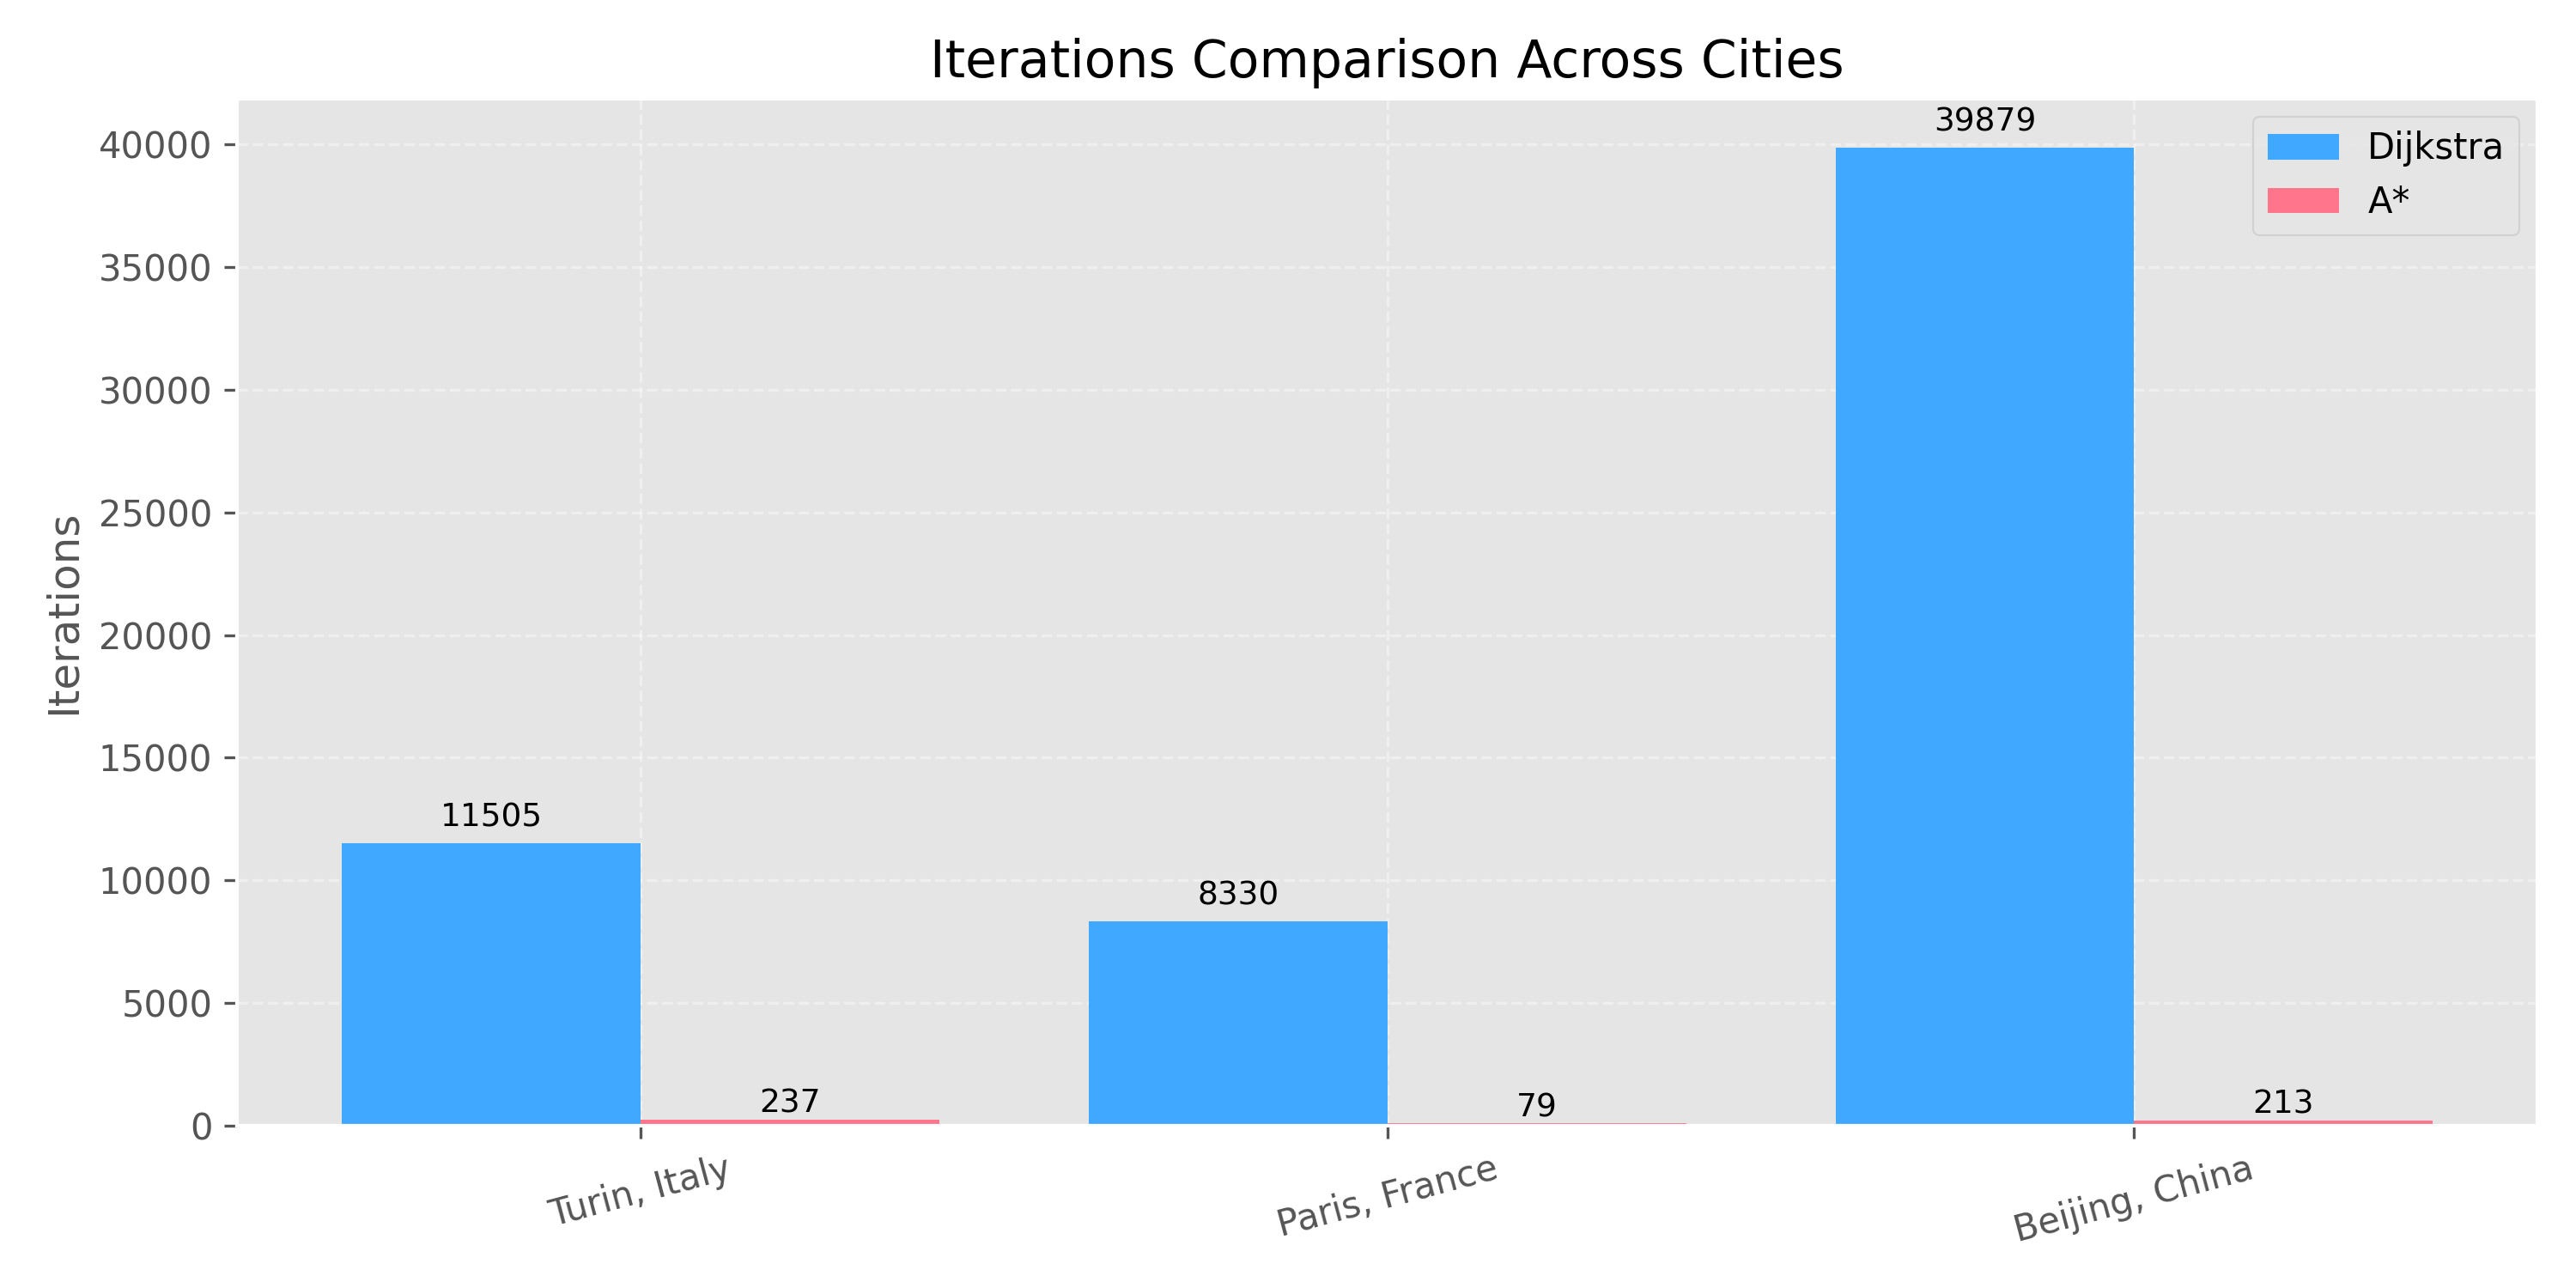 Iterations Comparison Across Cities
Iterations
40000
35000
30000
25000
20000
15000
10000
5000
0
39879
11505
8330
237
79
213
Dijkstra
A*
Turin, Italy
Paris, France
Beijing, China